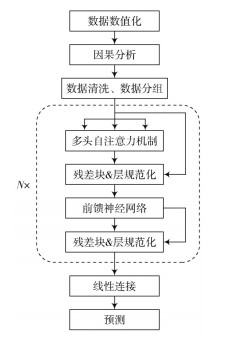 数据数值化
因果分析
数据清洗、数据分组
多头自注意力机制
残差块&层规范化
N×
前馈神经网络
残差块&层规范化
线性连接
预测